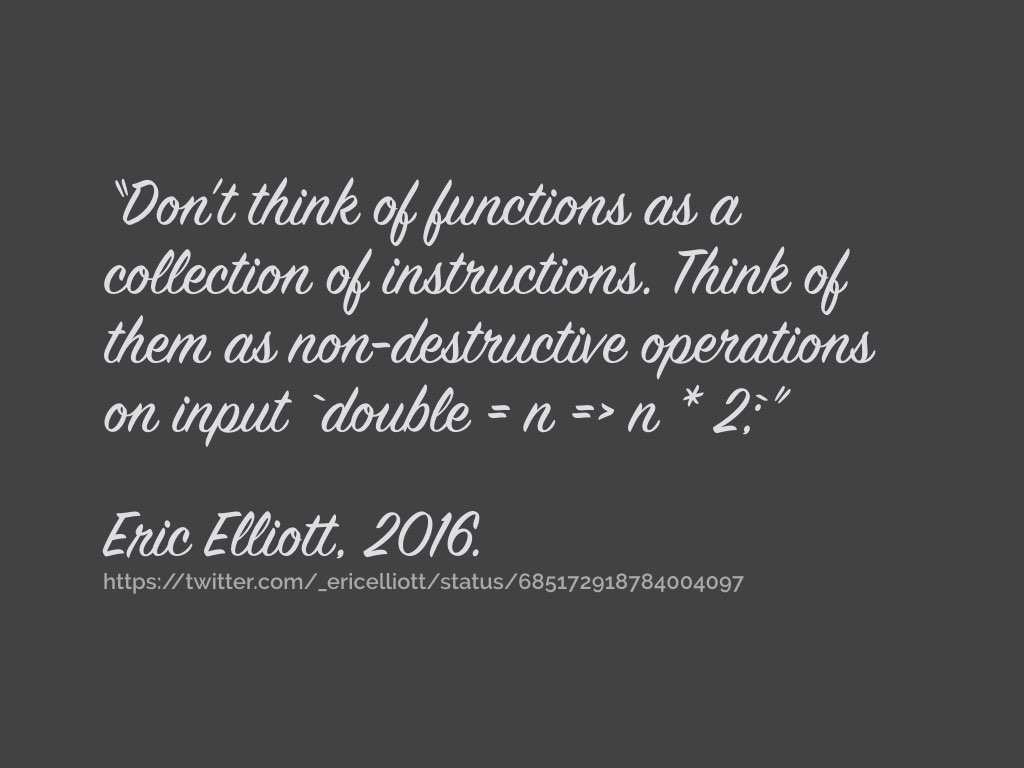 “Don't think of functions as a
collection of instructions. Think of
them as non-destructive operations
on input `double = n => n * 2;`”
Eric Elliott, 2016.
https://twitter.com/_ericelliott/status/685172918784004097